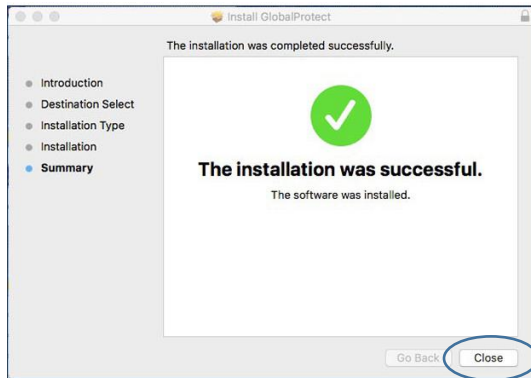 Install GlobalProtect
The installation was completed successfully.
Introduction
Destination Select
Installation Type
Installation
Summary
The installation was successful.
The software was installed.
Go Back
Close